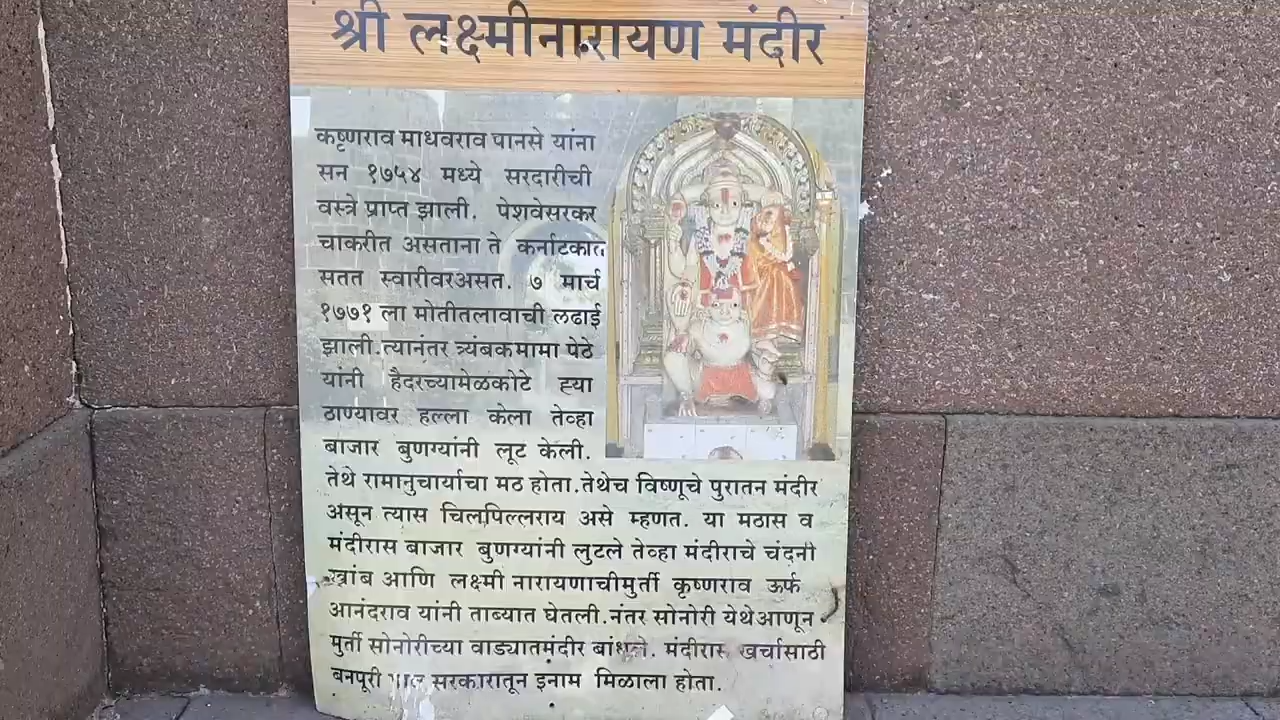 श्री लक्ष्मीनारायण मंदीर
कृष्णराव माधवराव पानसे यांना
सन १७५४ मध्ये सरदारीची
वस्त्रे प्राप्त झाली. पेशवेसरकर
चाकरीत असताना ते कर्नाटकात
सतत स्वारीवरअसत. ७ मार्च
१७७१ ला मोतीतलावाची लढाई
झाली.त्यानंतर त्र्यंबकमामा पेठे
यांनी हैदरच्यामेळकोटे ह्या
ठाण्यावर हल्ला केला तेव्हा
बाजार बुणग्यांनी लूट केली.
तेथे रामानुचार्याचा मठ होता.तेथेच विष्णूचे पुरातन मंदीर
असून त्यास चिलपिल्लराय असे म्हणत. या मठास व
मंदीरास बाजार बुणग्यांनी लुटले तेव्हा मंदीराचे चंदनी
खांब आणि लक्ष्मी नारायणाचीमुर्ती कृष्णराव ऊर्फ
आनंदराव यांनी ताब्यात घेतली.नंतर सोनोरी येथेआणून
मुर्ती सोनोरीच्या वाड्यातमंदीर बांधले. मंदीरास खर्चासाठी
बनपूरी सरकारातून इनाम मिळाला होता.